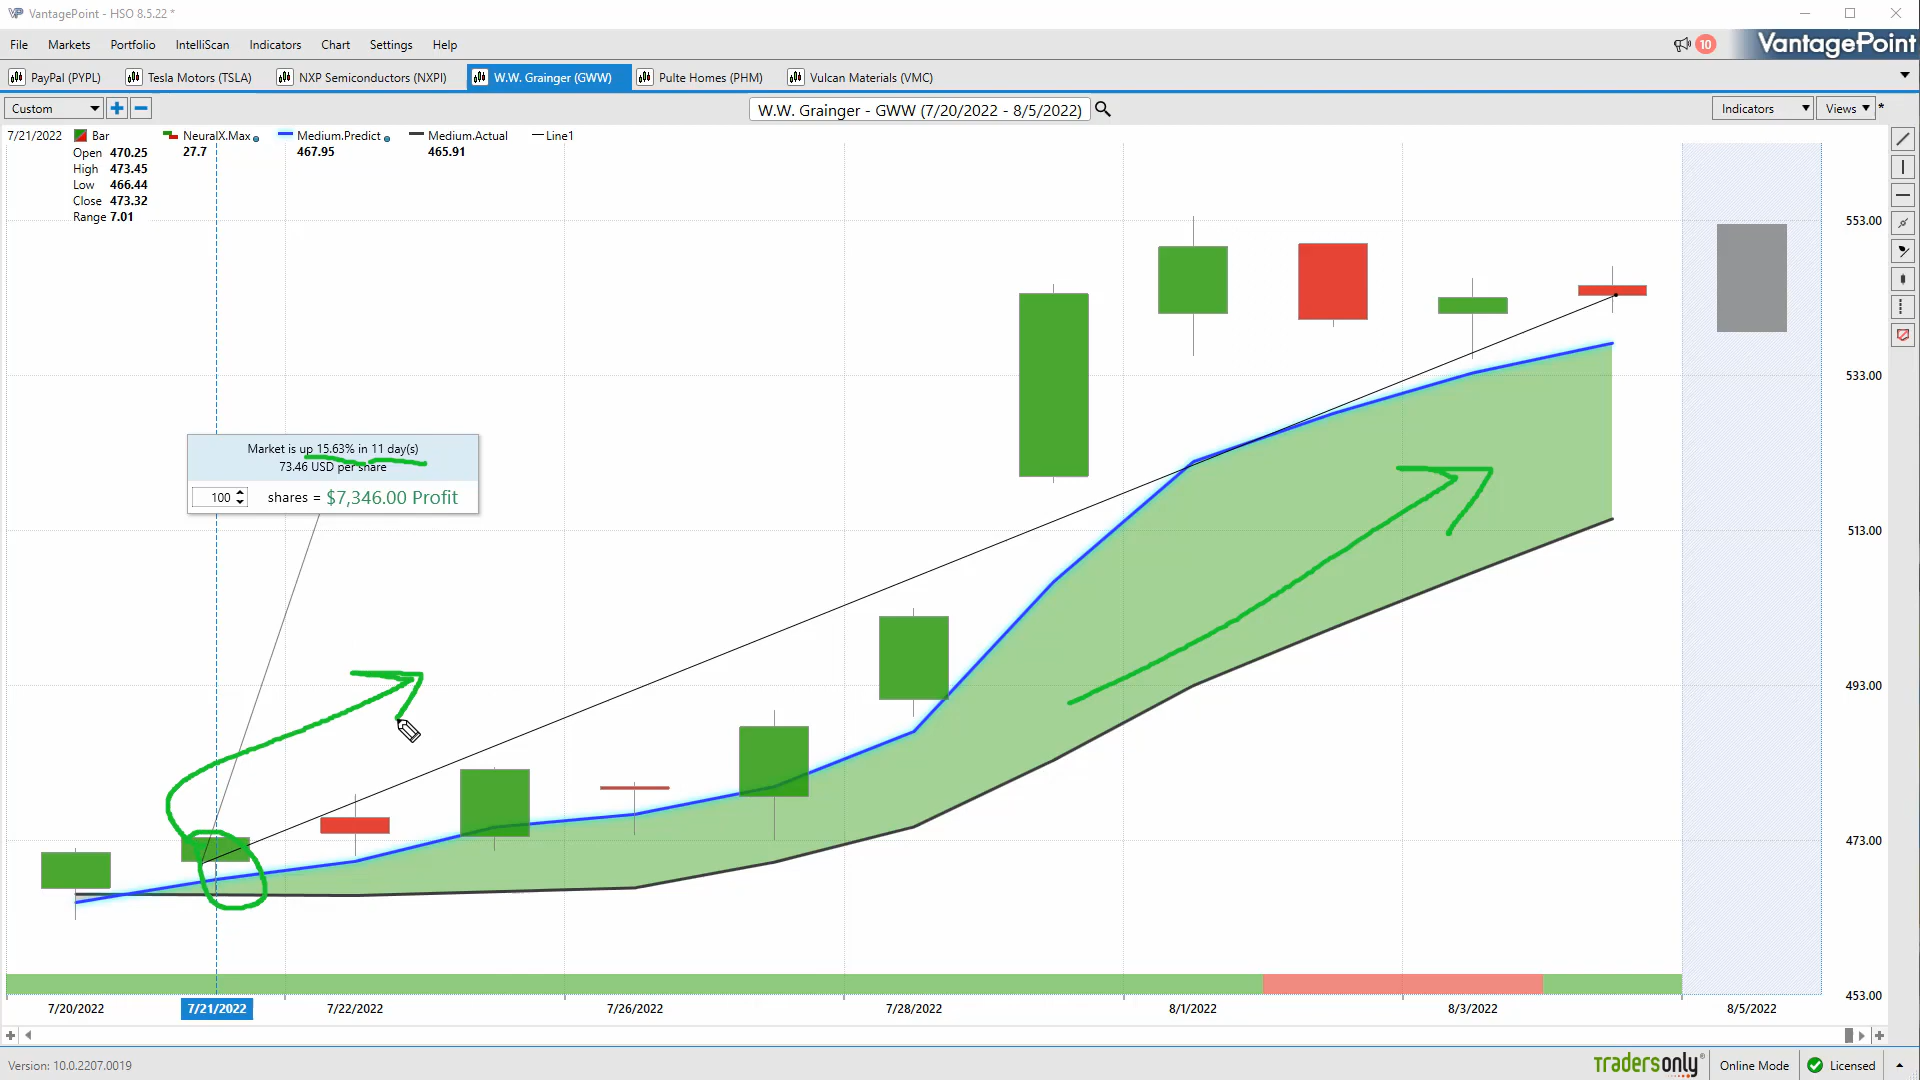 VP VantagePoint - HSO 8.5.22 *
File Markets Portfolio IntelliScan Indicators Chart Settings Help 10 VantagePoint
PayPal (PYPL) Tesla Motors (TSLA) NXP Semiconductors (NXPI) W.W. Grainger (GWW) Pulte Homes (PHM) Vulcan Materials (VMC)
Custom W.W. Grainger - GWW (7/20/2022 - 8/5/2022) Indicators Views *
7/21/2022 Bar NeuralX.Max Medium.Predict Medium.Actual Line1
Open 470.25 27.7 467.95 465.91
High 473.45
Low 466.44
Close 473.32
Range 7.01
553.00
533.00
Market is up 15.63% in 11 day(s)
73.46 USD per share
100 shares = $7,346.00 Profit
513.00
493.00
473.00
453.00
7/20/2022 7/21/2022 7/22/2022 7/26/2022 7/28/2022 8/1/2022 8/3/2022 8/5/2022
Version: 10.0.2207.0019 Tradersonly Online Mode Licensed